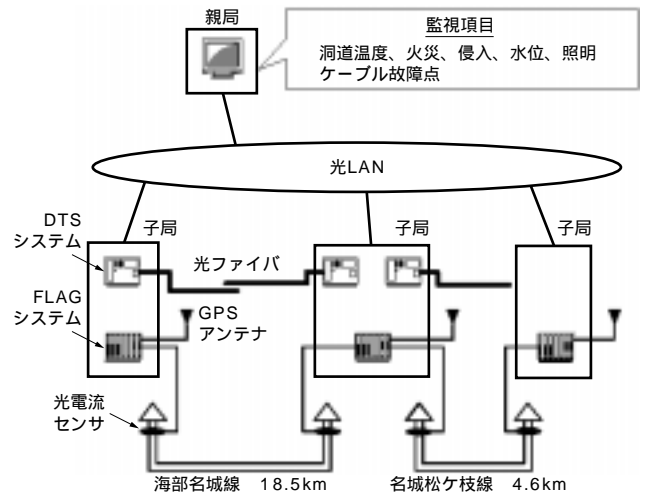 親局
監視項目
洞道温度、火災、侵入、水位、照明
ケーブル故障点
光LAN
DTS
システム
子局
光ファイバ
子局
子局
FLAG
システム
GPS
アンテナ
光電流
センサ
海部名城線 18.5km
名城松ケ枝線 4.6km